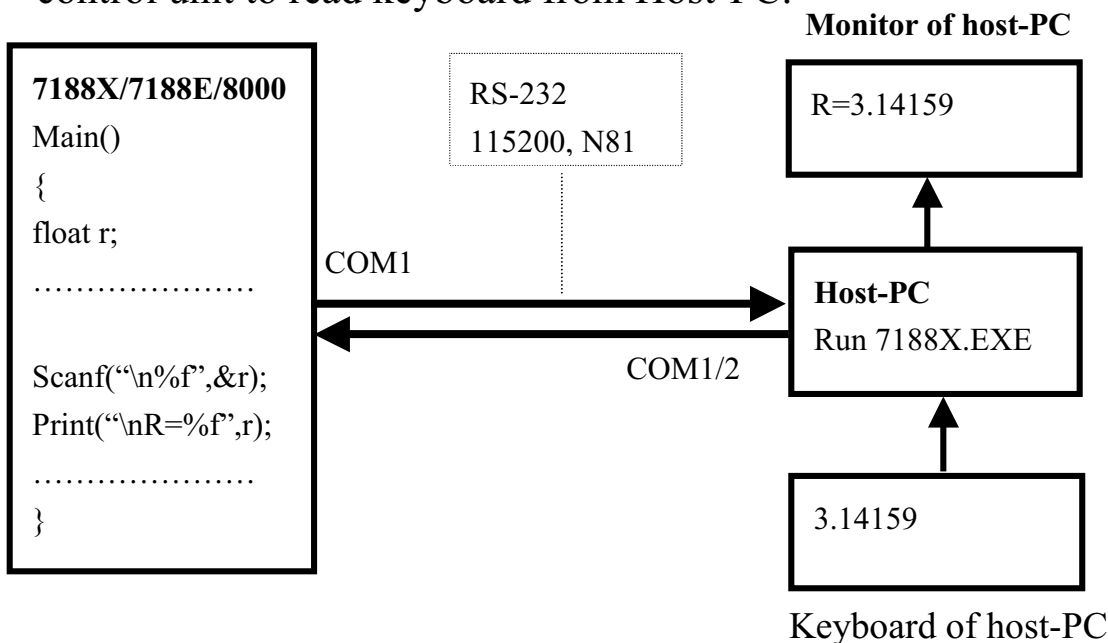 control unit to read keyboard from Host-PC.
Monitor of host-PC
7188X/7188E/8000
Main()
{
float r;
…………………
Scanf(“\n%f”,&r);
Print(“\nR=%f”,r);
…………………
}
RS-232
115200, N81
COM1
COM1/2
R=3.14159
Host-PC
Run 7188X.EXE
3.14159
Keyboard of host-PC